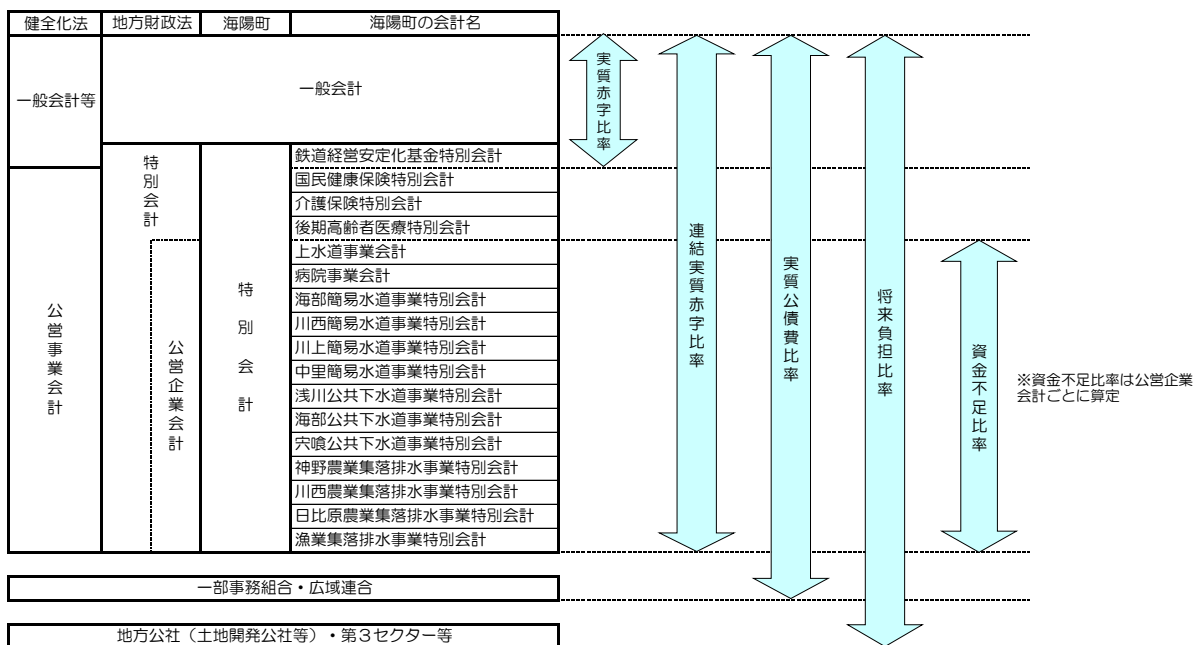 健全化法 地方財政法 海陽町 海陽町の会計名
一般会計等
一般会計
実質赤字比率
特別会計
鉄道経営安定化基金特別会計
国民健康保険特別会計
介護保険特別会計
後期高齢者医療特別会計
公営事業会計
公営企業会計
特別会計
上水道事業会計
病院事業会計
海部簡易水道事業特別会計
川西簡易水道事業特別会計
川上簡易水道事業特別会計
中里簡易水道事業特別会計
浅川公共下水道事業特別会計
海部公共下水道事業特別会計
宍喰公共下水道事業特別会計
神野農業集落排水事業特別会計
川西農業集落排水事業特別会計
日比原農業集落排水事業特別会計
漁業集落排水事業特別会計
連結実質赤字比率
実質公債費比率
将来負担比率
資金不足比率
※資金不足比率は公営企業
会計ごとに算定
一部事務組合・広域連合
地方公社（土地開発公社等）・第3セクター等